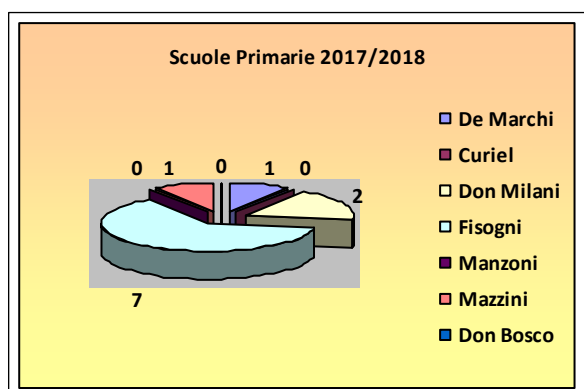 Scuole Primarie 2017/2018
De Marchi
Curiel
Don Milani
Fisogni
Manzoni
Mazzini
Don Bosco
0 1 0 1 0
2
7